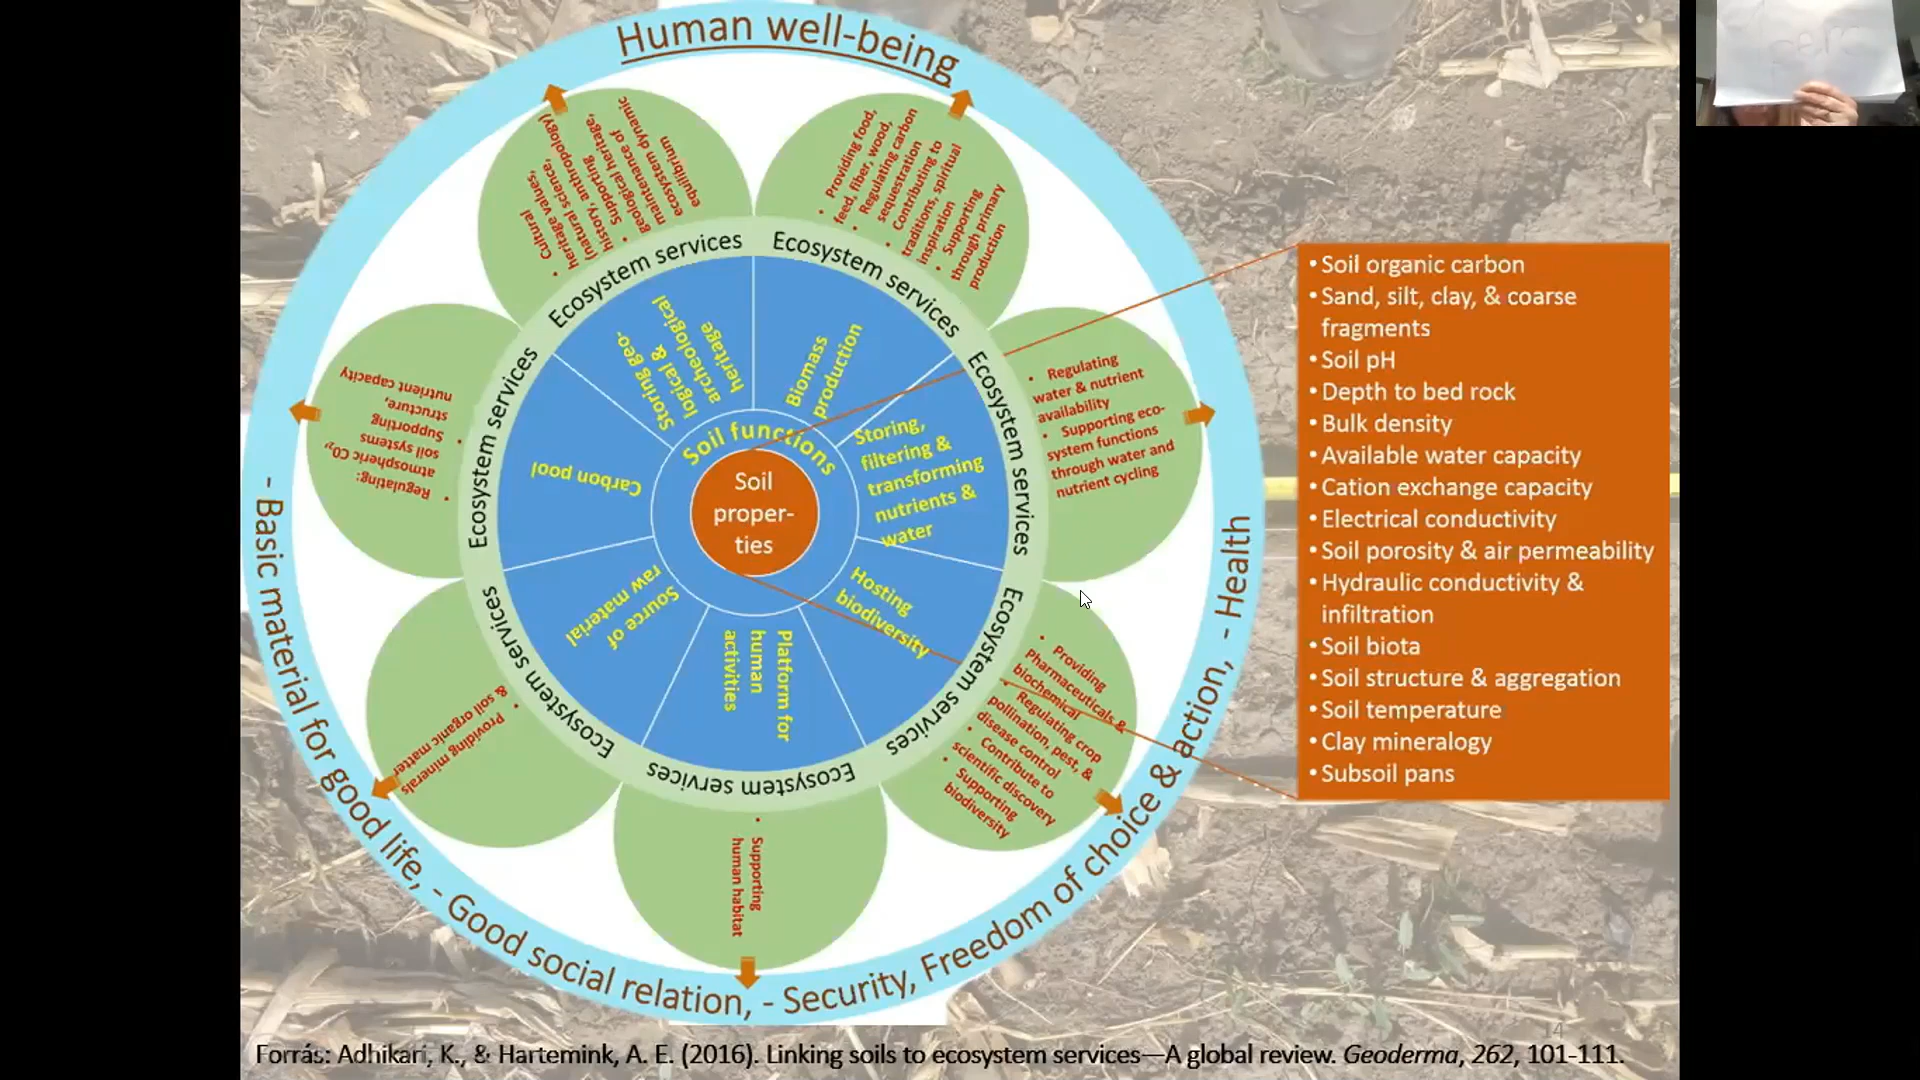 Human well-being
- Health
- Security, Freedom of choice & action,
- Good social relation,
- Basic material for good life,
Cultural
heritage values,
(natural science,
history, anthropology)
Supporting
geological heritage,
maintenance of
ecosystem dynamic
equilibrium
• Providing food,
feed, fiber, wood,
• Regulating carbon
sequestration
• Contributing to
traditions, spiritual
inspiration
• Supporting
through primary
production
• Regulating
water & nutrient
availability
• Supporting eco-
system functions
through water and
nutrient cycling
• Providing
Pharmaceuticals &
biochemical
• Regulating crop
pollination, pest, &
disease control
• Contribute to
scientific discovery
• Supporting
biodiversity
• Supporting
human habitat
• Providing minerals
& soil organic matter
• Regulating:
atmospheric CO₂,
soil systems
• Supporting
structure,
nutrient capacity
Ecosystem services
Ecosystem services
Ecosystem services
Ecosystem services
Ecosystem services
Ecosystem services
Ecosystem services
Storing geo-
logical &
archeological
heritage
Biomass
production
Storing,
filtering &
transforming
nutrients &
water
Hosting
biodiversity
Platform for
human
activities
Source of
raw material
Carbon pool
Soil functions
Soil
proper-
ties
• Soil organic carbon
• Sand, silt, clay, & coarse
fragments
• Soil pH
• Depth to bed rock
• Bulk density
• Available water capacity
• Cation exchange capacity
• Electrical conductivity
• Soil porosity & air permeability
• Hydraulic conductivity &
infiltration
• Soil biota
• Soil structure & aggregation
• Soil temperature
• Clay mineralogy
• Subsoil pans
14
Forrás: Adhikari, K., & Hartemink, A. E. (2016). Linking soils to ecosystem services—A global review. Geoderma, 262, 101-111.